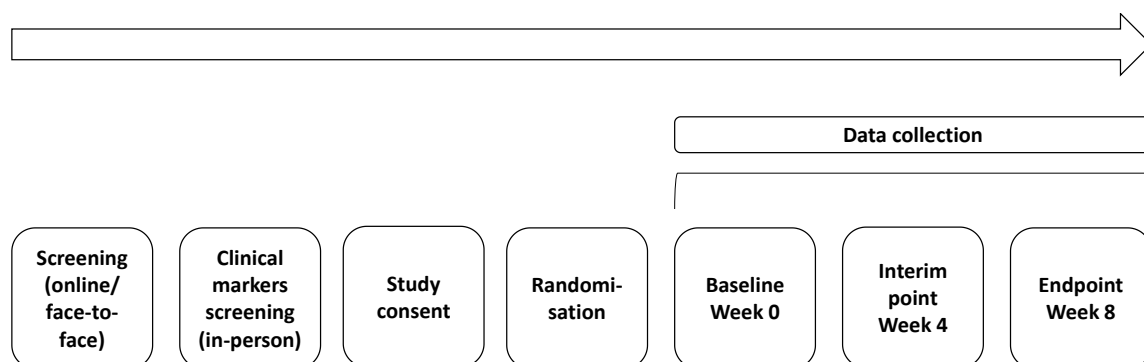 Data collection
Screening
(online/
face-to-
face)
Clinical
markers
screening
(in-person)
Study
consent
Randomi-
sation
Baseline
Week 0
Interim
point
Week 4
Endpoint
Week 8